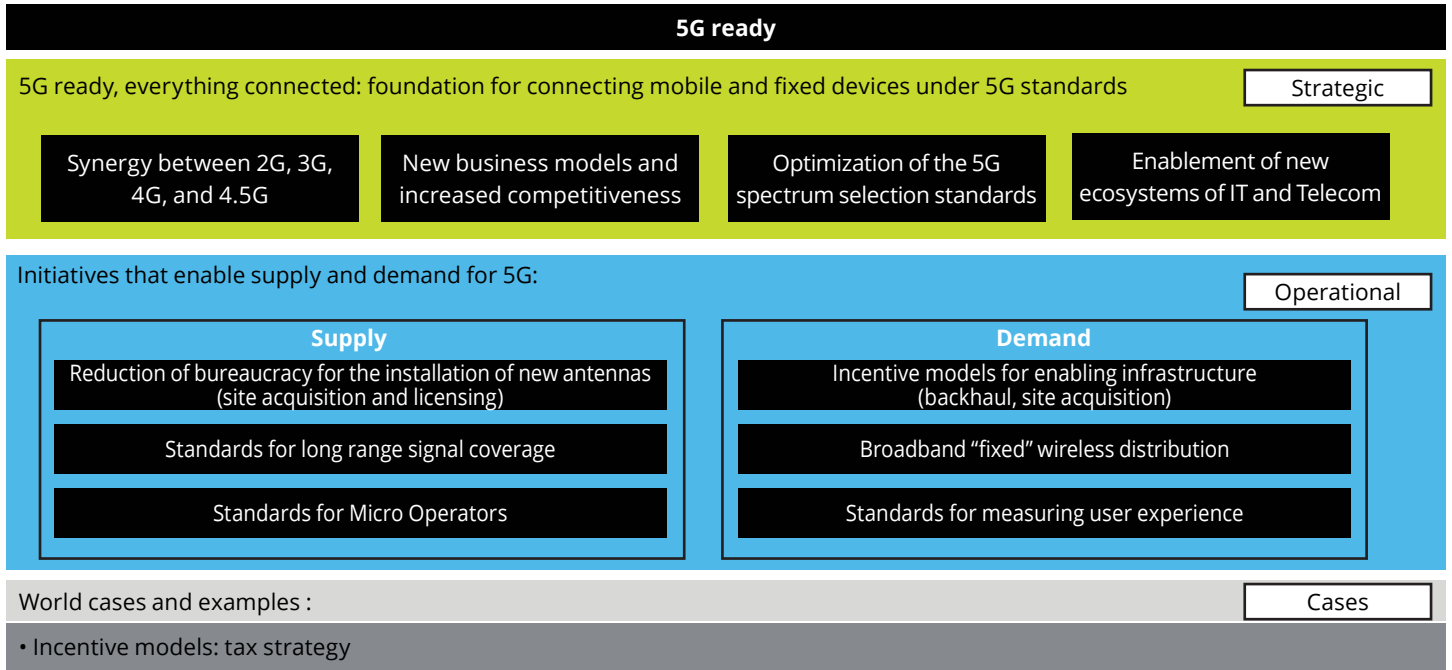 5G ready
5G ready, everything connected: foundation for connecting mobile and fixed devices under 5G standards
Strategic
Synergy between 2G, 3G,
4G, and 4.5G
New business models and
increased competitiveness
Optimization of the 5G
spectrum selection standards
Enablement of new
ecosystems of IT and Telecom
Initiatives that enable supply and demand for 5G:
Operational
Supply
Reduction of bureaucracy for the installation of new antennas
(site acquisition and licensing)
Standards for long range signal coverage
Standards for Micro Operators
Demand
Incentive models for enabling infrastructure
(backhaul, site acquisition)
Broadband “fixed” wireless distribution
Standards for measuring user experience
World cases and examples :
Cases
• Incentive models: tax strategy